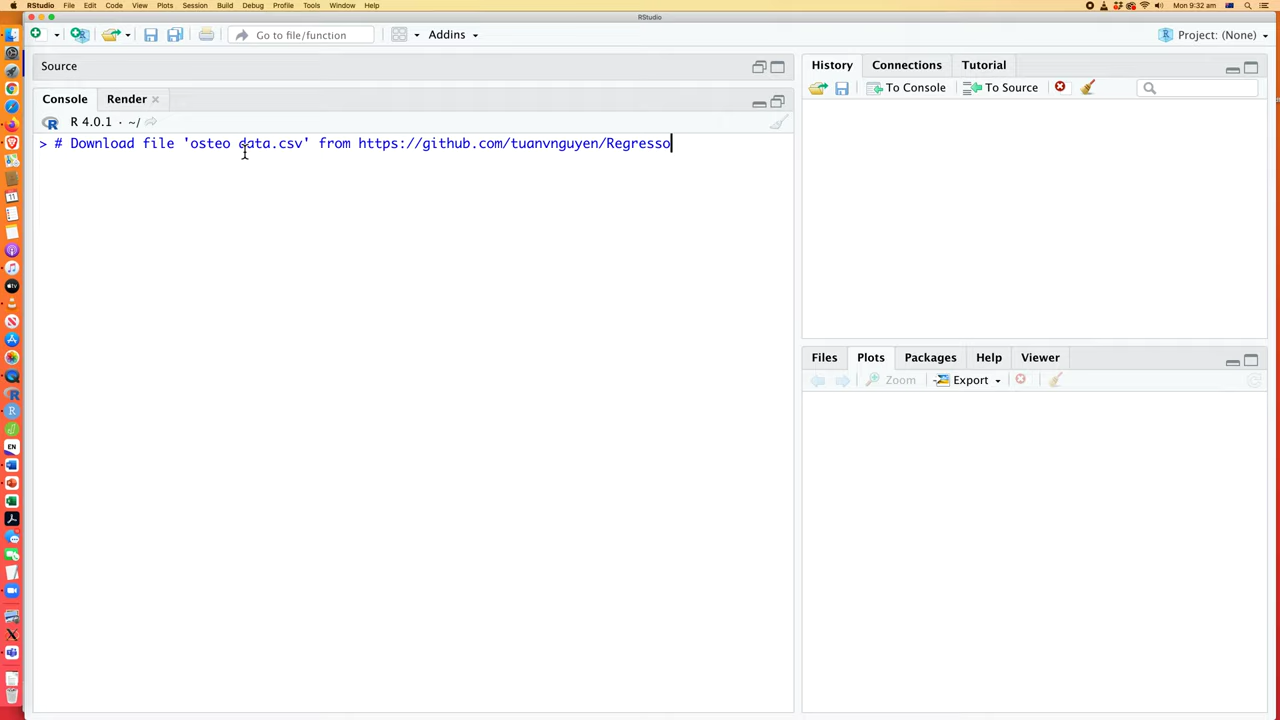 RStudio File Edit Code View Plots Session Build Debug Profile Tools Window Help Mon 9:32 am
RStudio
Go to file/function Addins Project: (None)
Source
History Connections Tutorial
To Console To Source
Console Render
R 4.0.1 · ~/
> # Download file 'osteo data.csv' from https://github.com/tuanvnguyen/Regresso
Files Plots Packages Help Viewer
Zoom Export
EN